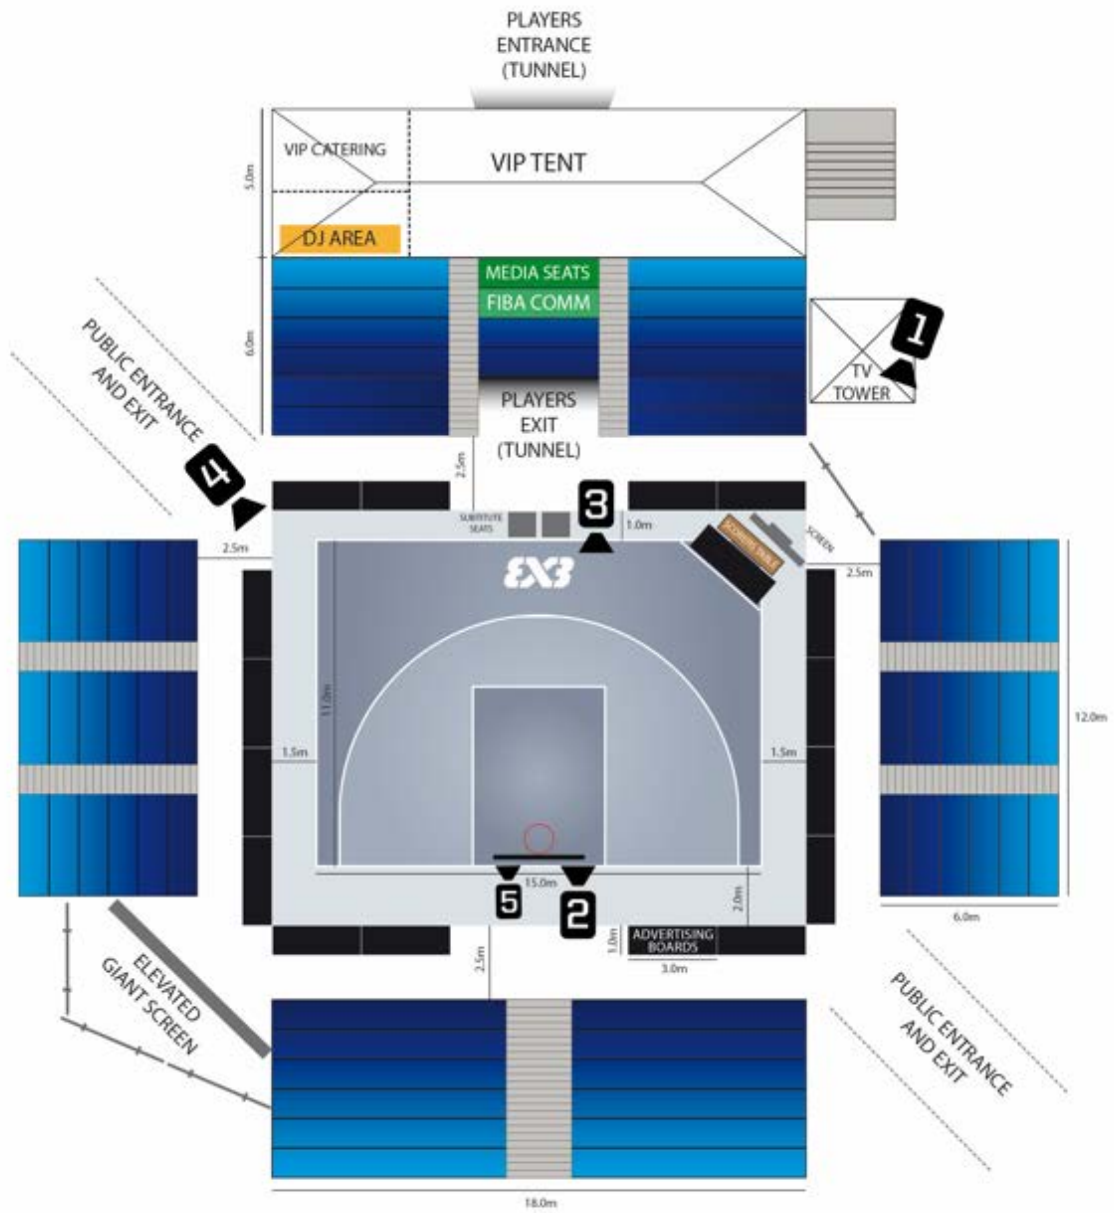 PLAYERS
ENTRANCE
(TUNNEL)
VIP CATERING
VIP TENT
5.0m
DJ AREA
MEDIA SEATS
FIBA COMM
6.0m
1
TV
TOWER
PUBLIC ENTRANCE
AND EXIT
PLAYERS
EXIT
(TUNNEL)
4
2.5m
3
SUBSTITUTE
SEATS
1.0m
SCORER'S TABLE
SCREEN
2.5m
2.5m
3X3
11.0m
12.0m
1.5m
1.5m
15.0m
5
2
2.0m
6.0m
ADVERTISING
BOARDS
1.0m
3.0m
2.5m
ELEVATED
GIANT SCREEN
PUBLIC ENTRANCE
AND EXIT
18.0m